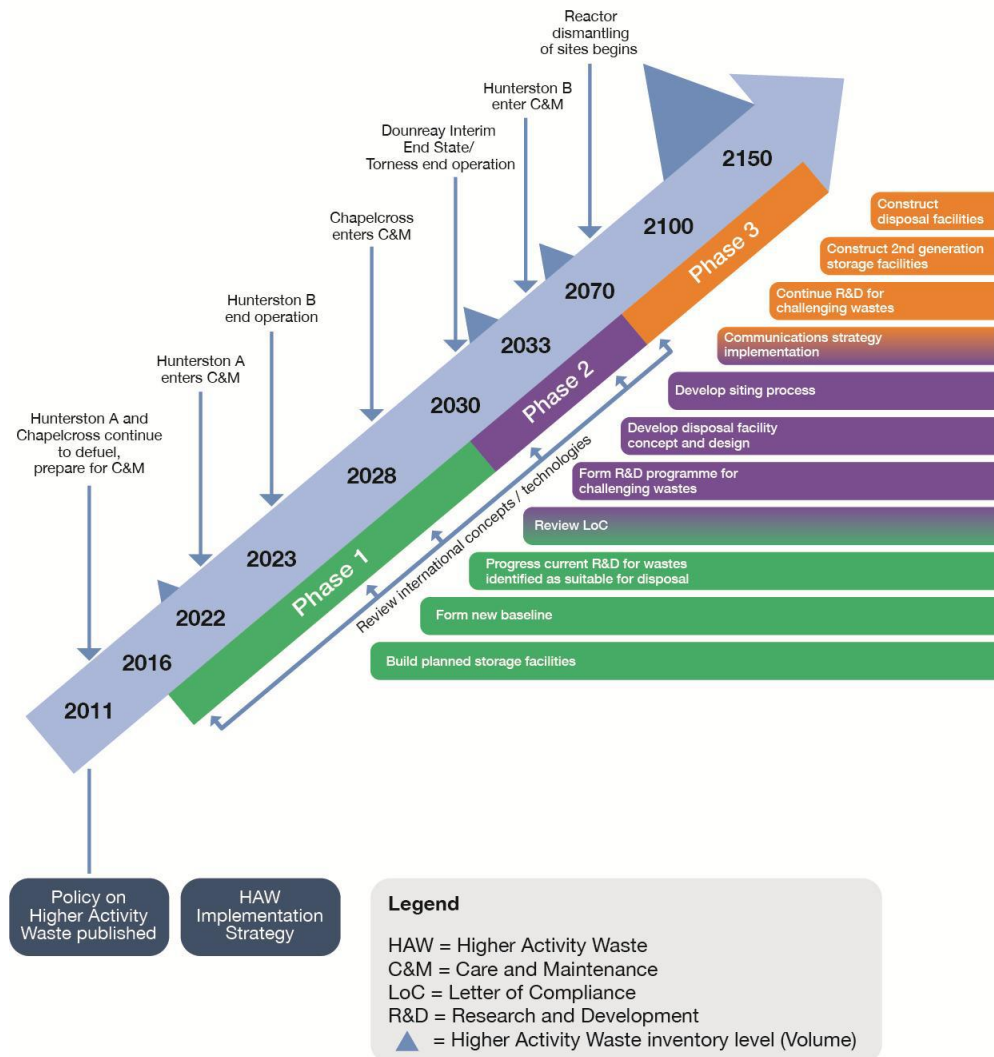 Reactor
dismantling
of sites begins
Hunterston B
enter C&M
Dounreay Interim
End State/
Torness end operation
Chapelcross
enters C&M
Hunterston B
end operation
Hunterston A
enters C&M
Hunterston A and
Chapelcross continue
to defuel,
prepare for C&M
2011
2016
2022
2023
2028
2030
2033
2070
2100
2150
Phase 1
Phase 2
Phase 3
Review international concepts / technologies
Construct
disposal facilities
Construct 2nd generation
storage facilities
Continue R&D for
challenging wastes
Communications strategy
implementation
Develop siting process
Develop disposal facility
concept and design
Form R&D programme for
challenging wastes
Review LoC
Progress current R&D for wastes
identified as suitable for disposal
Form new baseline
Build planned storage facilities
Policy on
Higher Activity
Waste published
HAW
Implementation
Strategy
Legend
HAW = Higher Activity Waste
C&M = Care and Maintenance
LoC = Letter of Compliance
R&D = Research and Development
= Higher Activity Waste inventory level (Volume)